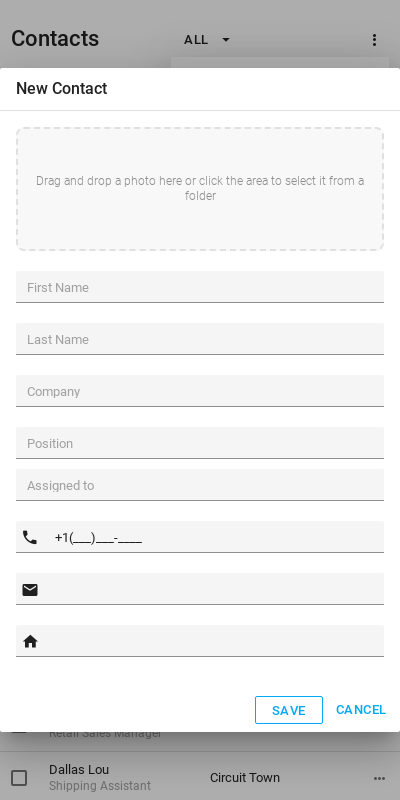 Contacts
ALL
New Contact
Drag and drop a photo here or click the area to select it from a
folder
First Name
Last Name
Company
Position
Assigned to
+1(___)___-____
SAVE
CANCEL
Retail Sales Manager
Dallas Lou
Circuit Town
Shipping Assistant